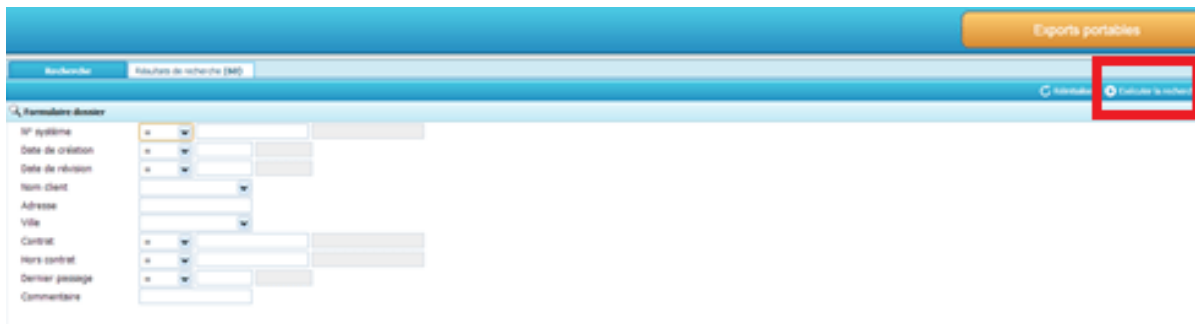 Exports portables
Recherche
Résultats de recherche (360)
Réinitialiser
Exécuter la recherche
Formulaire dossier
N° système =
Date de création =
Date de révision =
Nom client
Adresse
Ville
Contrat =
Hors contrat =
Dernier passage =
Commentaire